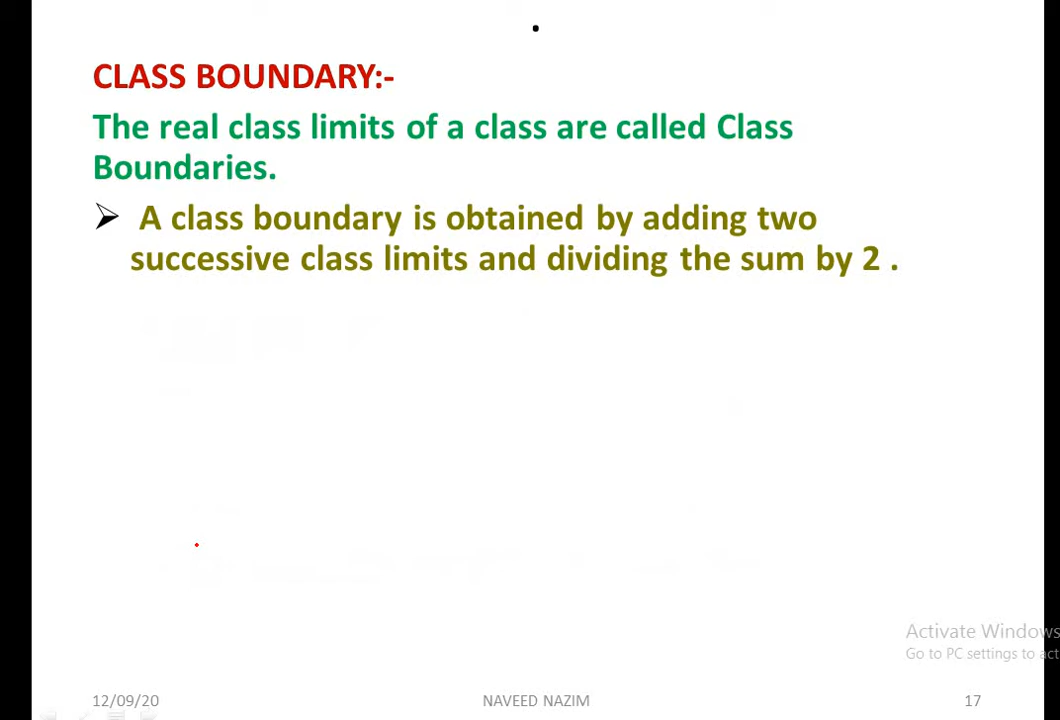 CLASS BOUNDARY:-
The real class limits of a class are called Class
Boundaries.
➢ A class boundary is obtained by adding two
successive class limits and dividing the sum by 2 .
Activate Windows
Go to PC settings to act
12/09/20
NAVEED NAZIM
17